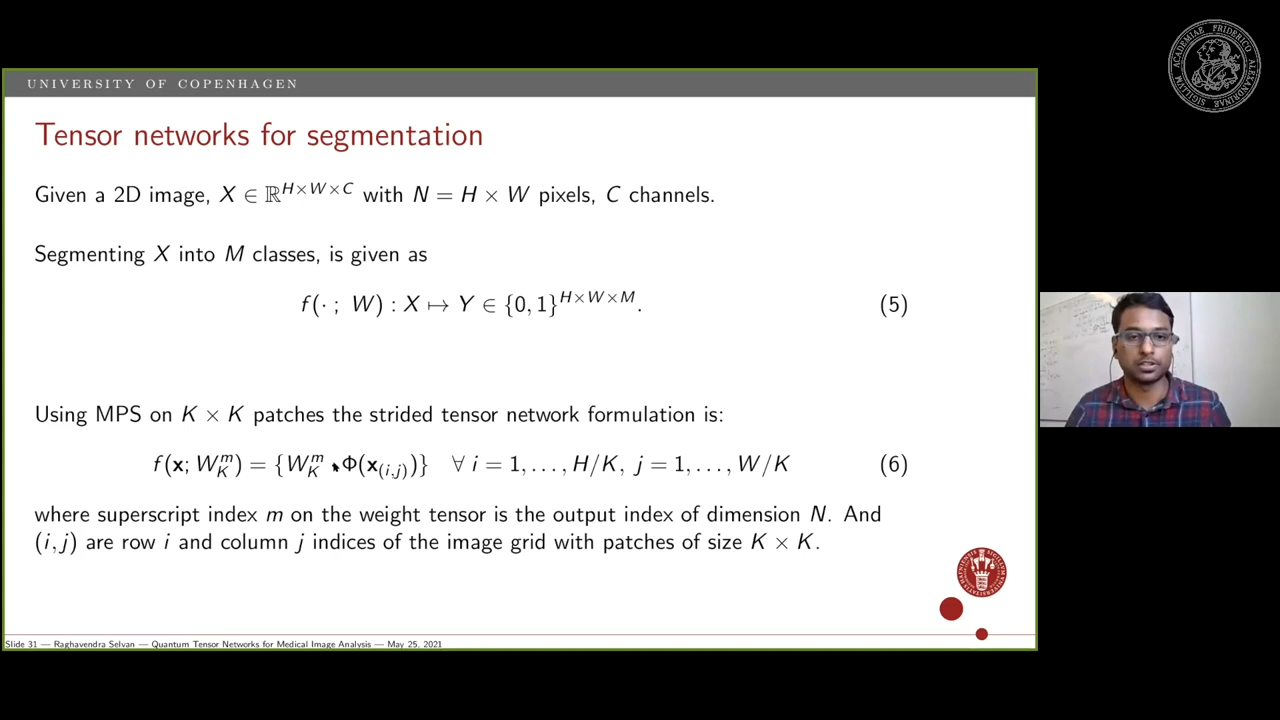 UNIVERSITY OF COPENHAGEN
Tensor networks for segmentation
Given a 2D image, X ∈ ℝ^{H×W×C} with N = H × W pixels, C channels.
Segmenting X into M classes, is given as
f(· ; W) : X ↦ Y ∈ {0, 1}^{H×W×M}. (5)
Using MPS on K × K patches the strided tensor network formulation is:
f(x; W_K^m) = {W_K^m · Φ(x_{(i,j)})} ∀ i = 1, . . . , H/K, j = 1, . . . , W/K (6)
where superscript index m on the weight tensor is the output index of dimension N. And
(i, j) are row i and column j indices of the image grid with patches of size K × K.
Slide 31 — Raghavendra Selvan — Quantum Tensor Networks for Medical Image Analysis — May 25, 2021
ACADEMIAE FRIDERICO ALEXANDRINAE SIGILLVM